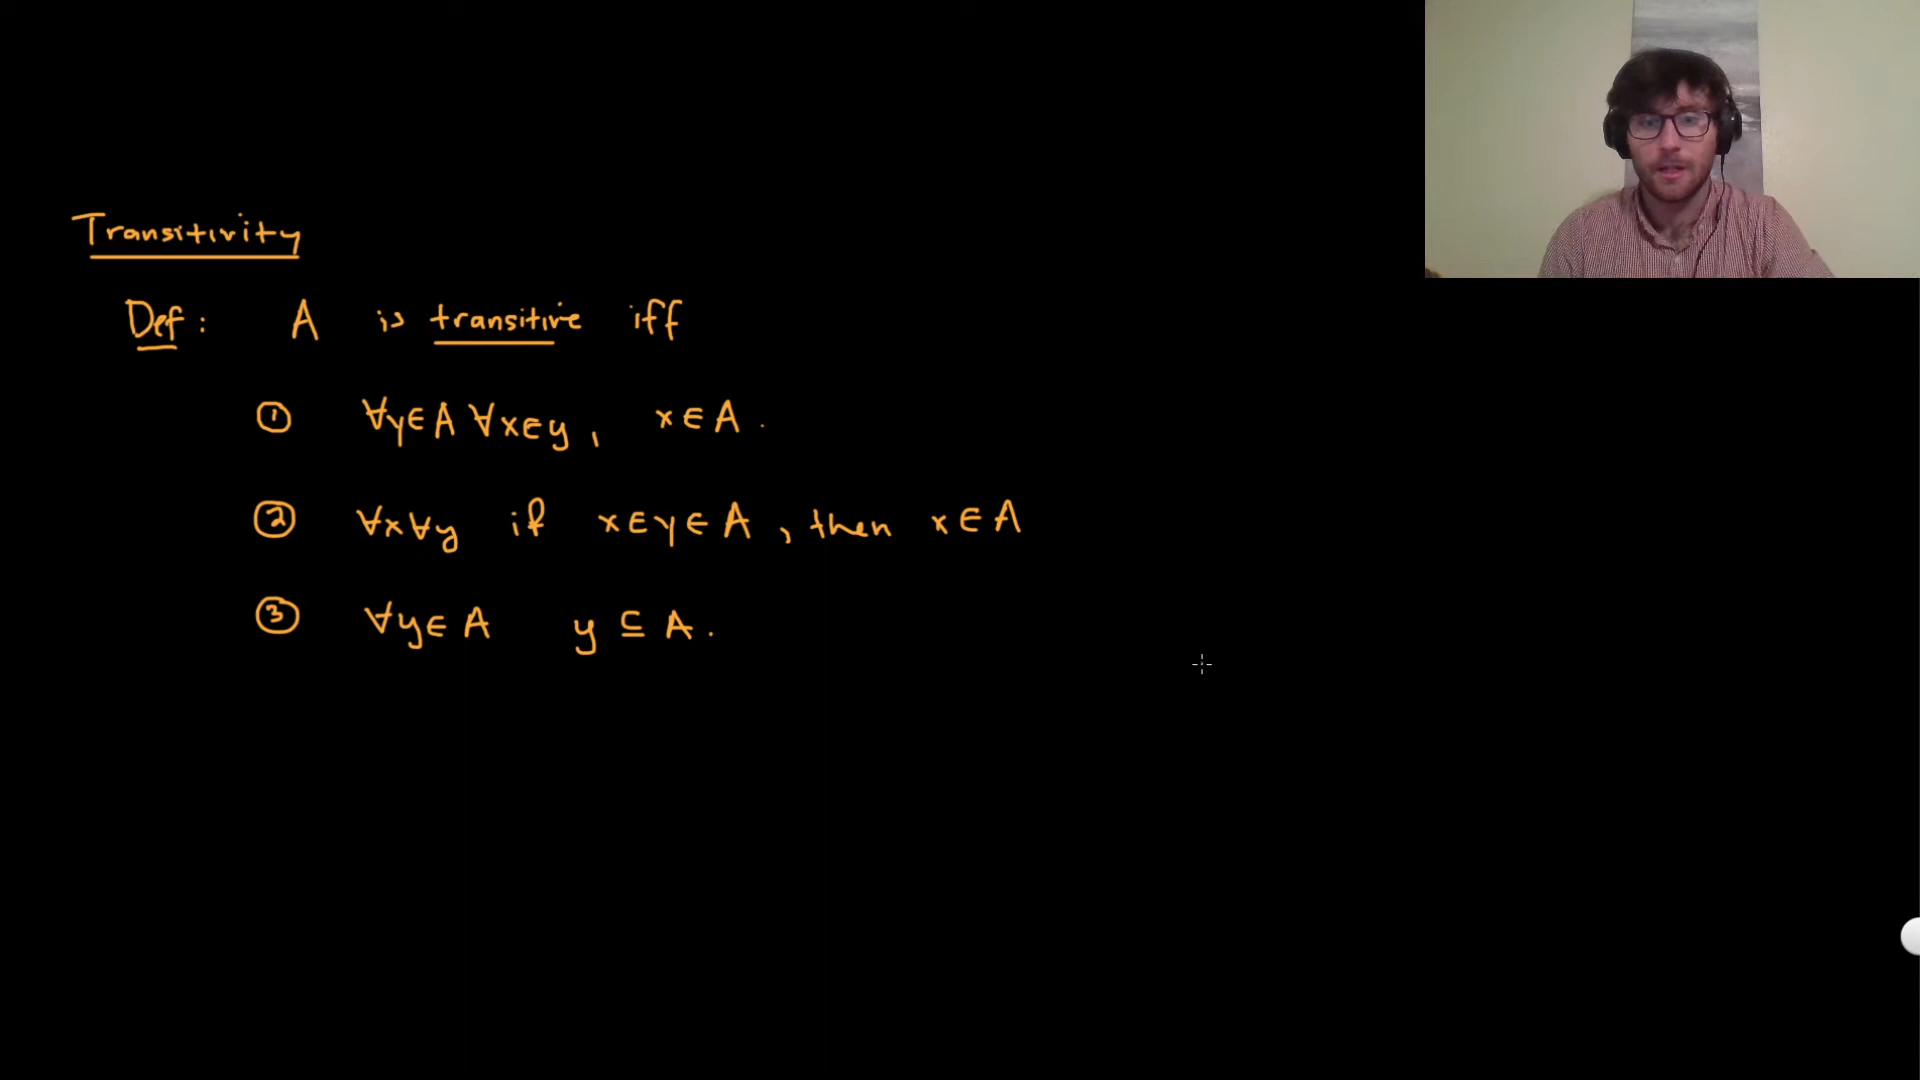 Transitivity
Def: A is transitive iff
① ∀y∈A ∀x∈y, x∈A.
② ∀x∀y if x∈y∈A, then x∈A
③ ∀y∈A y ⊆ A.